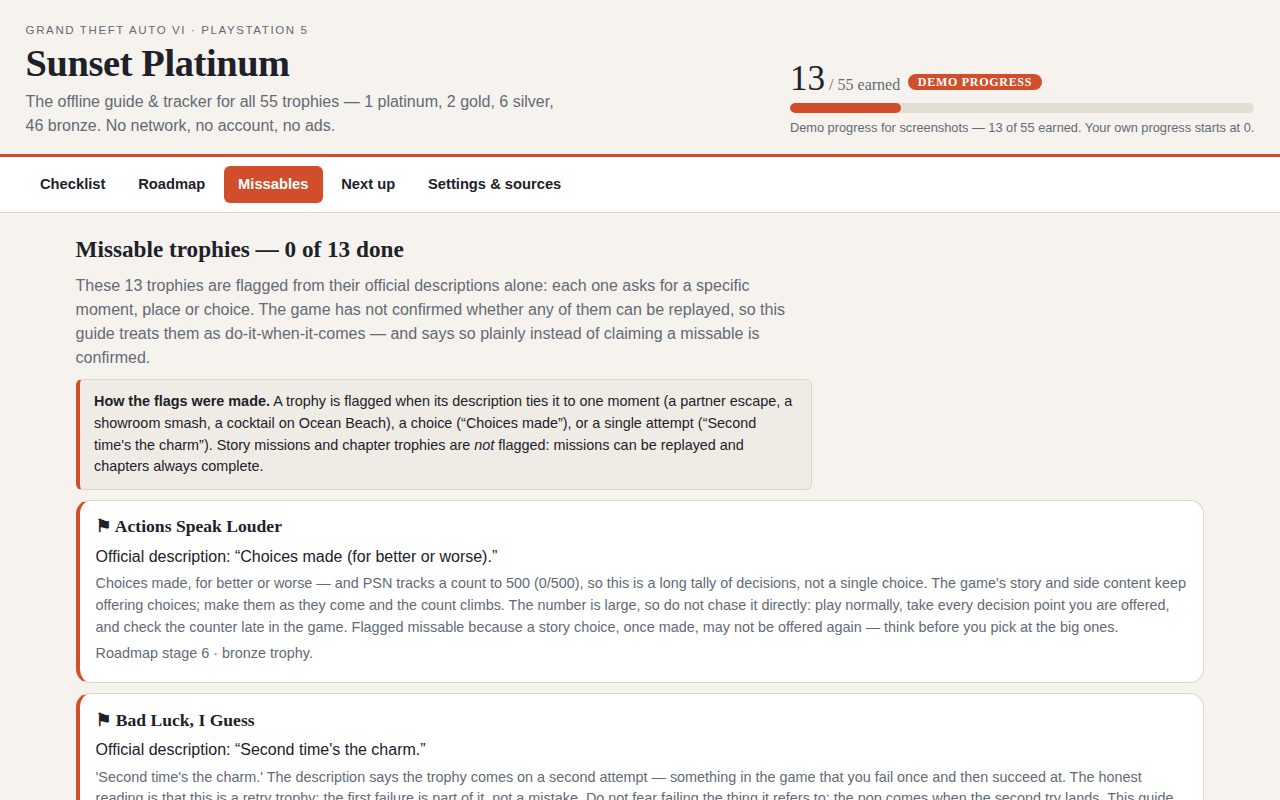 GRAND THEFT AUTO VI · PLAYSTATION 5
Sunset Platinum
The offline guide & tracker for all 55 trophies — 1 platinum, 2 gold, 6 silver,
46 bronze. No network, no account, no ads.
13 / 55 earned DEMO PROGRESS
Demo progress for screenshots — 13 of 55 earned. Your own progress starts at 0.
Checklist Roadmap Missables Next up Settings & sources
Missable trophies — 0 of 13 done
These 13 trophies are flagged from their official descriptions alone: each one asks for a specific
moment, place or choice. The game has not confirmed whether any of them can be replayed, so this
guide treats them as do-it-when-it-comes — and says so plainly instead of claiming a missable is
confirmed.
How the flags were made. A trophy is flagged when its description ties it to one moment (a partner escape, a
showroom smash, a cocktail on Ocean Beach), a choice (“Choices made”), or a single attempt (“Second
time's the charm”). Story missions and chapter trophies are not flagged: missions can be replayed and
chapters always complete.
⚑ Actions Speak Louder
Official description: “Choices made (for better or worse).”
Choices made, for better or worse — and PSN tracks a count to 500 (0/500), so this is a long tally of decisions, not a single choice. The game's story and side content keep
offering choices; make them as they come and the count climbs. The number is large, so do not chase it directly: play normally, take every decision point you are offered,
and check the counter late in the game. Flagged missable because a story choice, once made, may not be offered again — think before you pick at the big ones.
Roadmap stage 6 · bronze trophy.
⚑ Bad Luck, I Guess
Official description: “Second time's the charm.”
'Second time's the charm.' The description says the trophy comes on a second attempt — something in the game that you fail once and then succeed at. The honest
reading is that this is a retry trophy: the first failure is part of it, not a mistake. Do not fear failing the thing it refers to; the pop comes when the second try lands. This guide